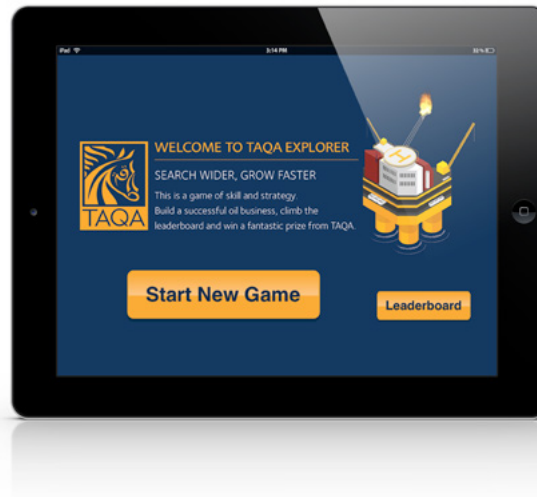 iPad
3:14 PM
WELCOME TO TAQA EXPLORER
SEARCH WIDER, GROW FASTER
This is a game of skill and strategy.
Build a successful oil business, climb the
leaderboard and win a fantastic prize from TAQA.
TAQA
H
Start New Game
Leaderboard